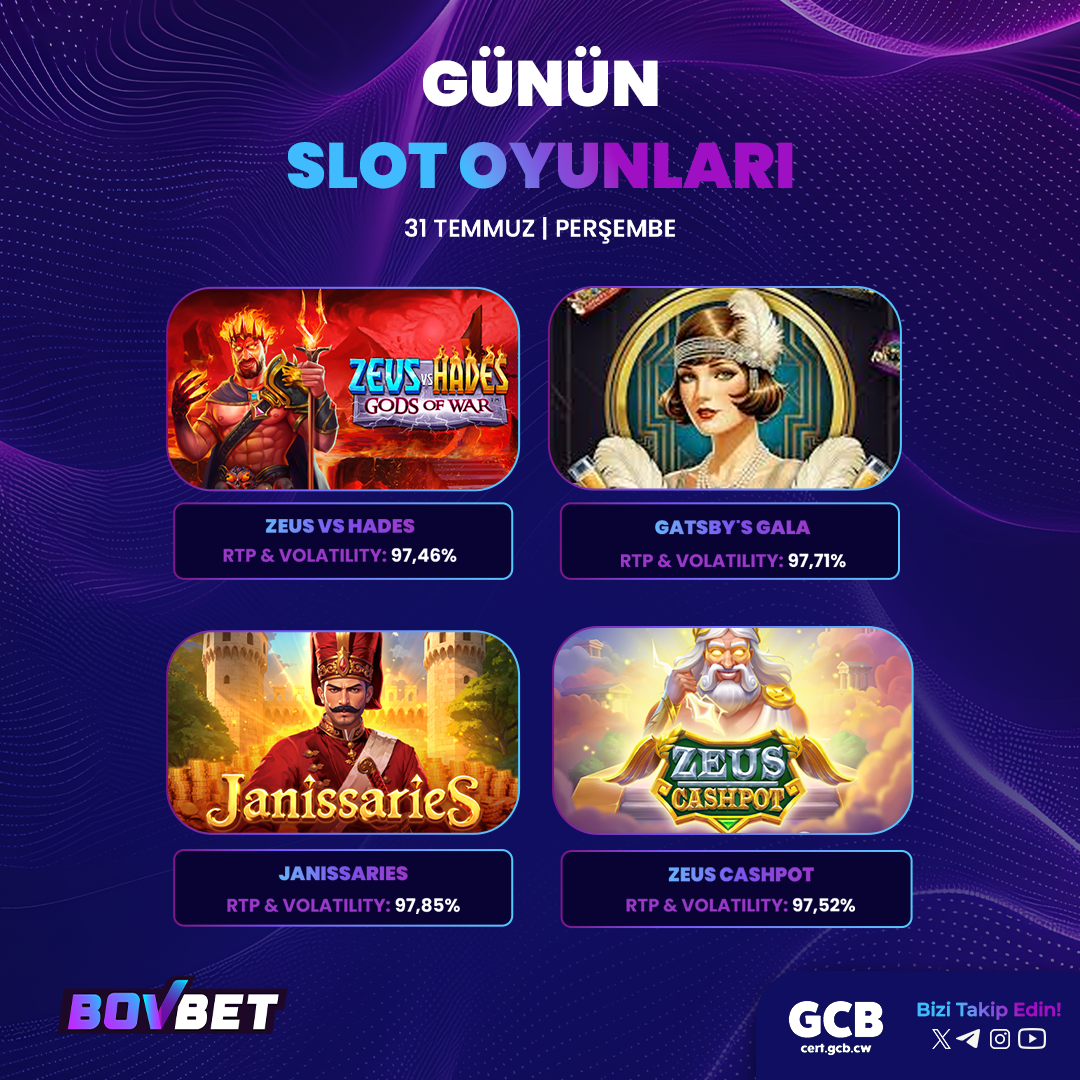 GÜNÜN
SLOT OYUNLARI
31 TEMMUZ | PERŞEMBE
ZEUS VS HADES
GODS OF WAR
ZEUS VS HADES
RTP & VOLATILITY: 97,46%
GATSBY'S GALA
RTP & VOLATILITY: 97,71%
Janissaries
JANISSARIES
RTP & VOLATILITY: 97,85%
ZEUS
CASHPOT
ZEUS CASHPOT
RTP & VOLATILITY: 97,52%
BOVBET
GCB
cert.gcb.cw
Bizi Takip Edin!